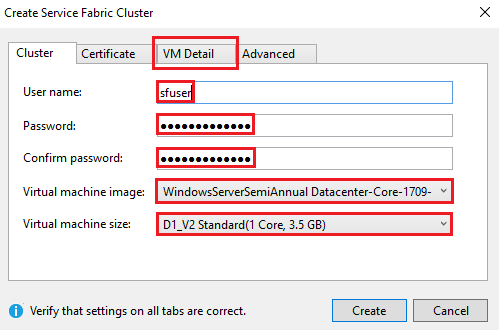 Create Service Fabric Cluster
Cluster Certificate VM Detail Advanced
User name: sfuser
Password: ●●●●●●●●●●●●●
Confirm password: ●●●●●●●●●●●●●
Virtual machine image: WindowsServerSemiAnnual Datacenter-Core-1709-
Virtual machine size: D1_V2 Standard(1 Core, 3.5 GB)
Verify that settings on all tabs are correct. Create Cancel